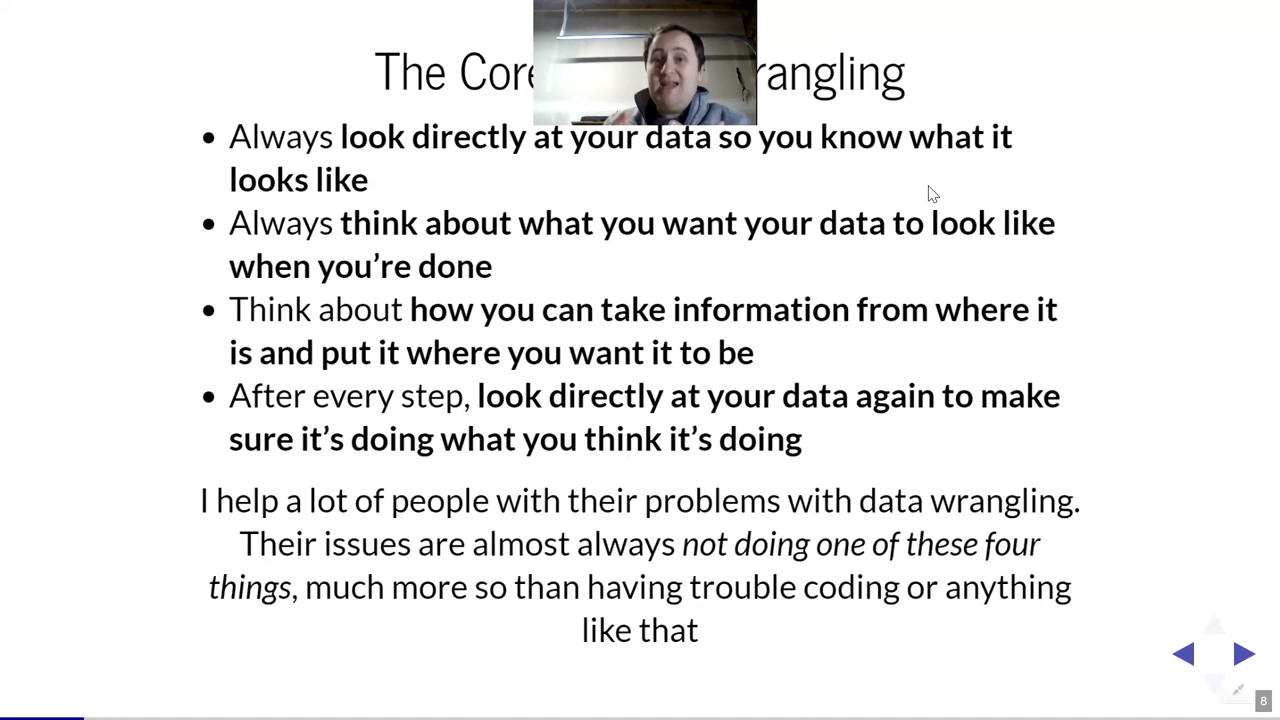 The Core rangling
• Always look directly at your data so you know what it
looks like
• Always think about what you want your data to look like
when you're done
• Think about how you can take information from where it
is and put it where you want it to be
• After every step, look directly at your data again to make
sure it's doing what you think it's doing
I help a lot of people with their problems with data wrangling.
Their issues are almost always not doing one of these four
things, much more so than having trouble coding or anything
like that
8